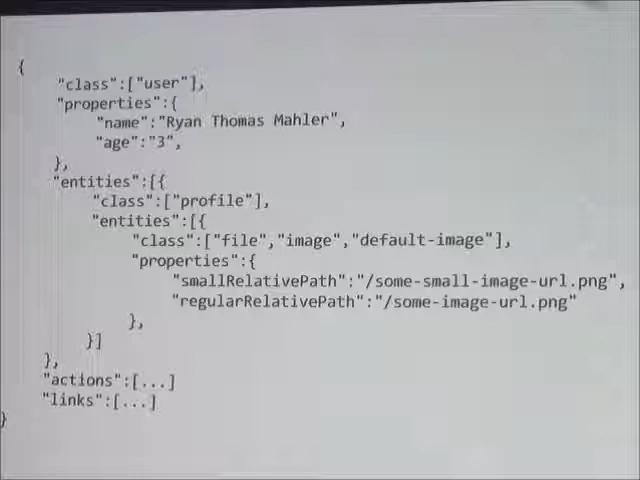 {
"class":["user"],
"properties":{
"name":"Ryan Thomas Mahler",
"age":"3",
},
"entities":[{
"class":["profile"],
"entities":[{
"class":["file","image","default-image"],
"properties":{
"smallRelativePath":"/some-small-image-url.png",
"regularRelativePath":"/some-image-url.png"
},
}]
},
"actions":[...]
"links":[...]
}